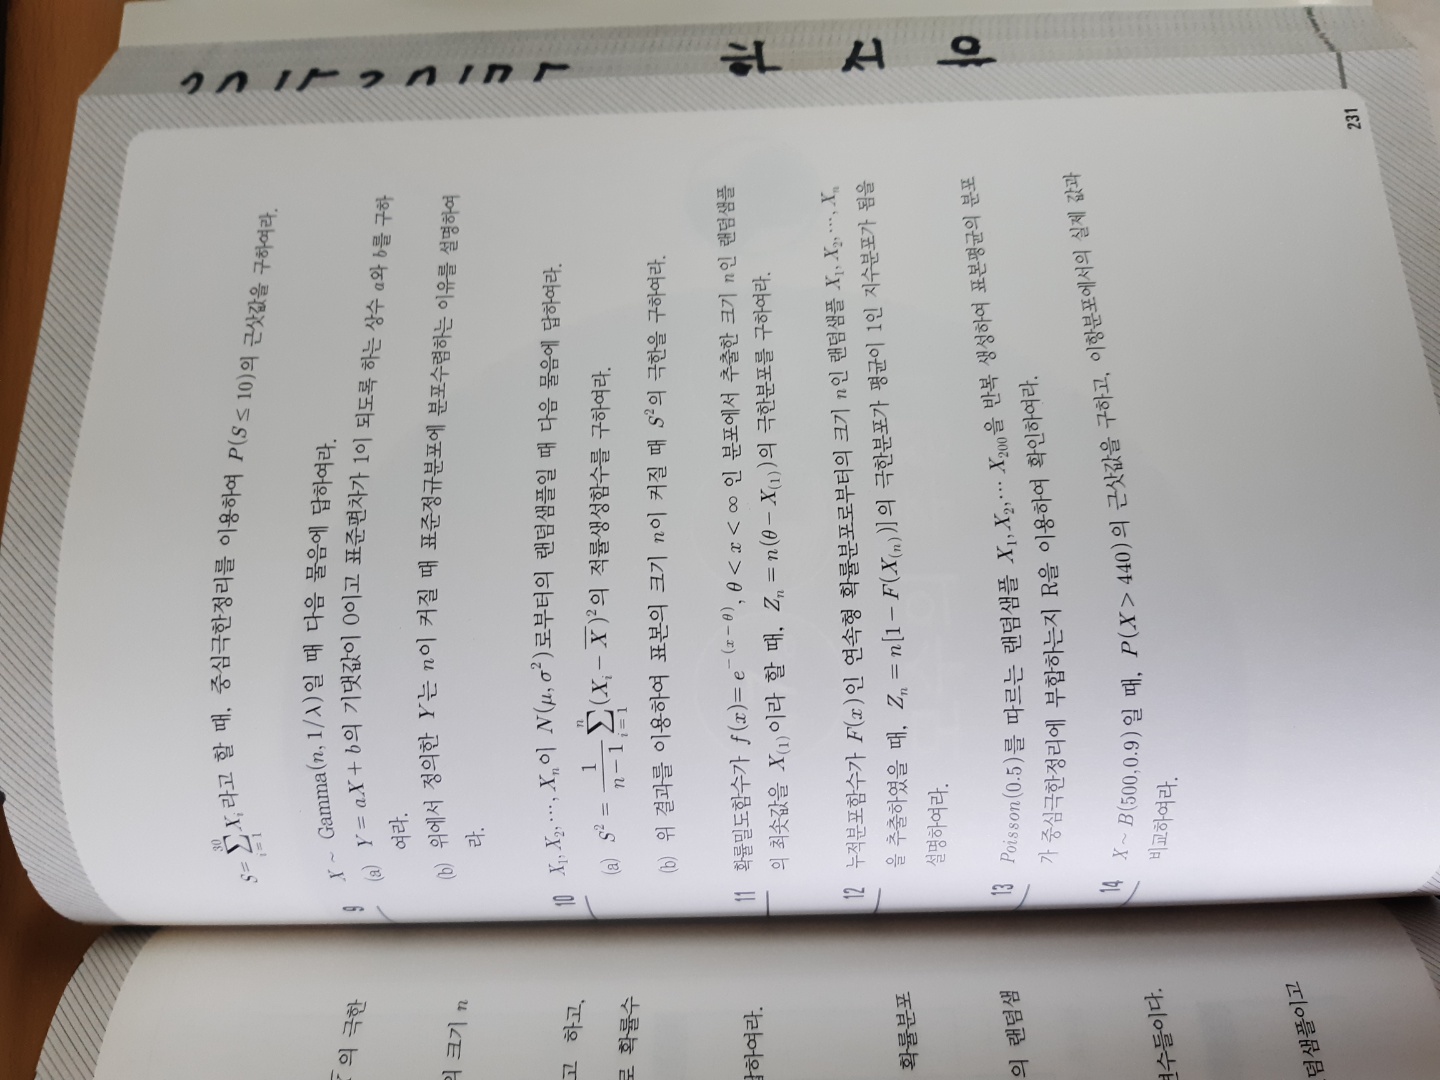 S = \sum_{i=1}^{30} X_i 라고 할 때, 중심극한정리를 이용하여 P(S ≤ 10)의 근삿값을 구하여라.
9 X ~ Gamma(n, 1/λ)일 때 다음 물음에 답하여라.
(a) Y = aX + b의 기댓값이 0이고 표준편차가 1이 되도록 하는 상수 a와 b를 구하
여라.
(b) 위에서 정의한 Y는 n이 커질 때 표준정규분포에 분포수렴하는 이유를 설명하여
라.
10 X_1, X_2, ⋯, X_n이 N(μ, σ^2)로부터의 랜덤샘플일 때 다음 물음에 답하여라.
(a) S^2 = \frac{1}{n-1} \sum_{i=1}^{n} (X_i - \overline{X})^2의 적률생성함수를 구하여라.
(b) 위 결과를 이용하여 표본의 크기 n이 커질 때 S^2의 극한을 구하여라.
11 확률밀도함수가 f(x) = e^{-(x-θ)}, θ < x < ∞ 인 분포에서 추출한 크기 n인 랜덤샘플
의 최솟값을 X_{(1)}이라 할 때, Z_n = n(θ - X_{(1)})의 극한분포를 구하여라.
12 누적분포함수가 F(x)인 연속형 확률분포로부터의 크기 n인 랜덤샘플 X_1, X_2, ⋯, X_n
을 추출하였을 때, Z_n = n[1 - F(X_{(n)})]의 극한분포가 평균이 1인 지수분포가 됨을
설명하여라.
13 Poisson(0.5)를 따르는 랜덤샘플 X_1, X_2, ⋯ X_{200}을 반복 생성하여 표본평균의 분포
가 중심극한정리에 부합하는지 R을 이용하여 확인하여라.
14 X ~ B(500, 0.9)일 때, P(X > 440)의 근삿값을 구하고, 이항분포에서의 실제 값과
비교하여라.
231
의 극한
의 크기 n
고 하고,
로 확률수
답하여라.
확률분포
의 랜덤샘
변수들이다.
덤샘플이고